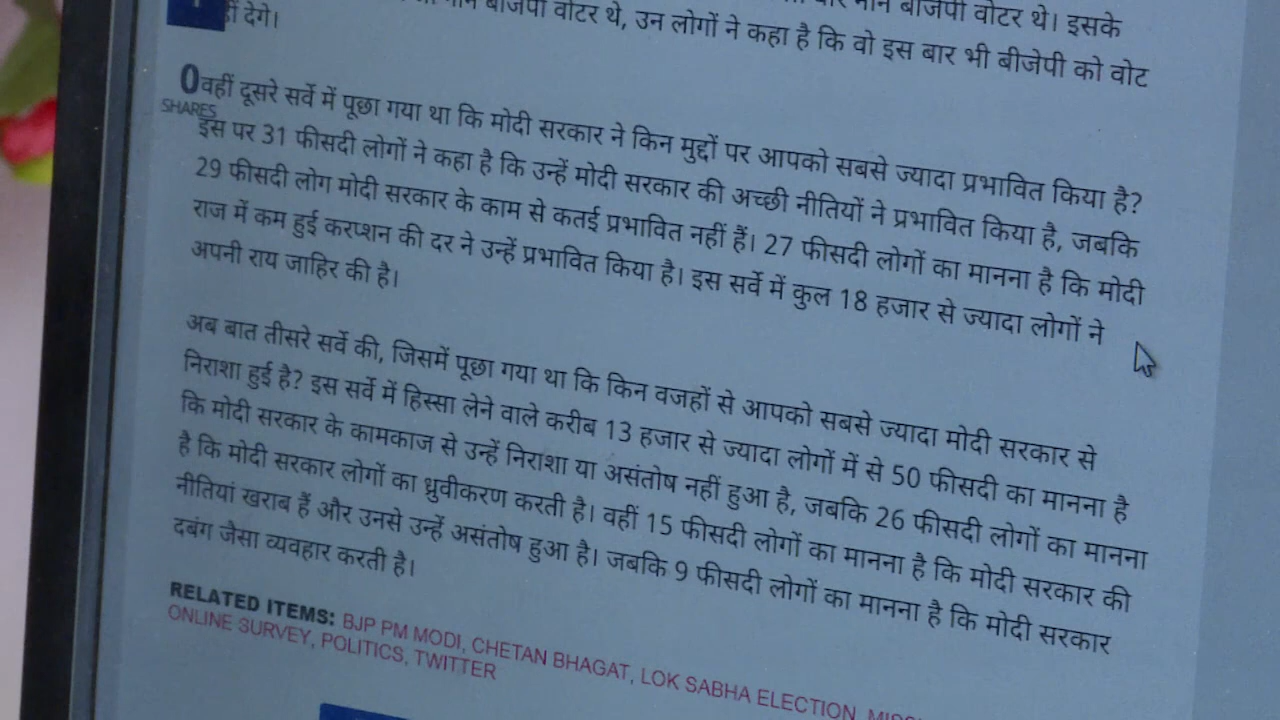 बीजेपी वोटर थे। इसके
बीजेपी वोटर थे, उन लोगों ने कहा है कि वो इस बार भी बीजेपी को वोट
देगे।
0
SHARES
वहीं दूसरे सर्वे में पूछा गया था कि मोदी सरकार ने किन मुद्दों पर आपको सबसे ज्यादा प्रभावित किया है?
इस पर 31 फीसदी लोगों ने कहा है कि उन्हें मोदी सरकार की अच्छी नीतियों ने प्रभावित किया है, जबकि
29 फीसदी लोग मोदी सरकार के काम से कतई प्रभावित नहीं हैं। 27 फीसदी लोगों का मानना है कि मोदी
राज में कम हुई करप्शन की दर ने उन्हें प्रभावित किया है। इस सर्वे में कुल 18 हजार से ज्यादा लोगों ने
अपनी राय जाहिर की है।
अब बात तीसरे सर्वे की, जिसमें पूछा गया था कि किन वजहों से आपको सबसे ज्यादा मोदी सरकार से
निराशा हुई है? इस सर्वे में हिस्सा लेने वाले करीब 13 हजार से ज्यादा लोगों में से 50 फीसदी का मानना है
कि मोदी सरकार के कामकाज से उन्हें निराशा या असंतोष नहीं हुआ है, जबकि 26 फीसदी लोगों का मानना
है कि मोदी सरकार लोगों का ध्रुवीकरण करती है। वहीं 15 फीसदी लोगों का मानना है कि मोदी सरकार की
नीतियां खराब हैं और उनसे उन्हें असंतोष हुआ है। जबकि 9 फीसदी लोगों का मानना है कि मोदी सरकार
दबंग जैसा व्यवहार करती है।
RELATED ITEMS: BJP PM MODI, CHETAN BHAGAT, LOK SABHA ELECTION,
ONLINE SURVEY, POLITICS, TWITTER